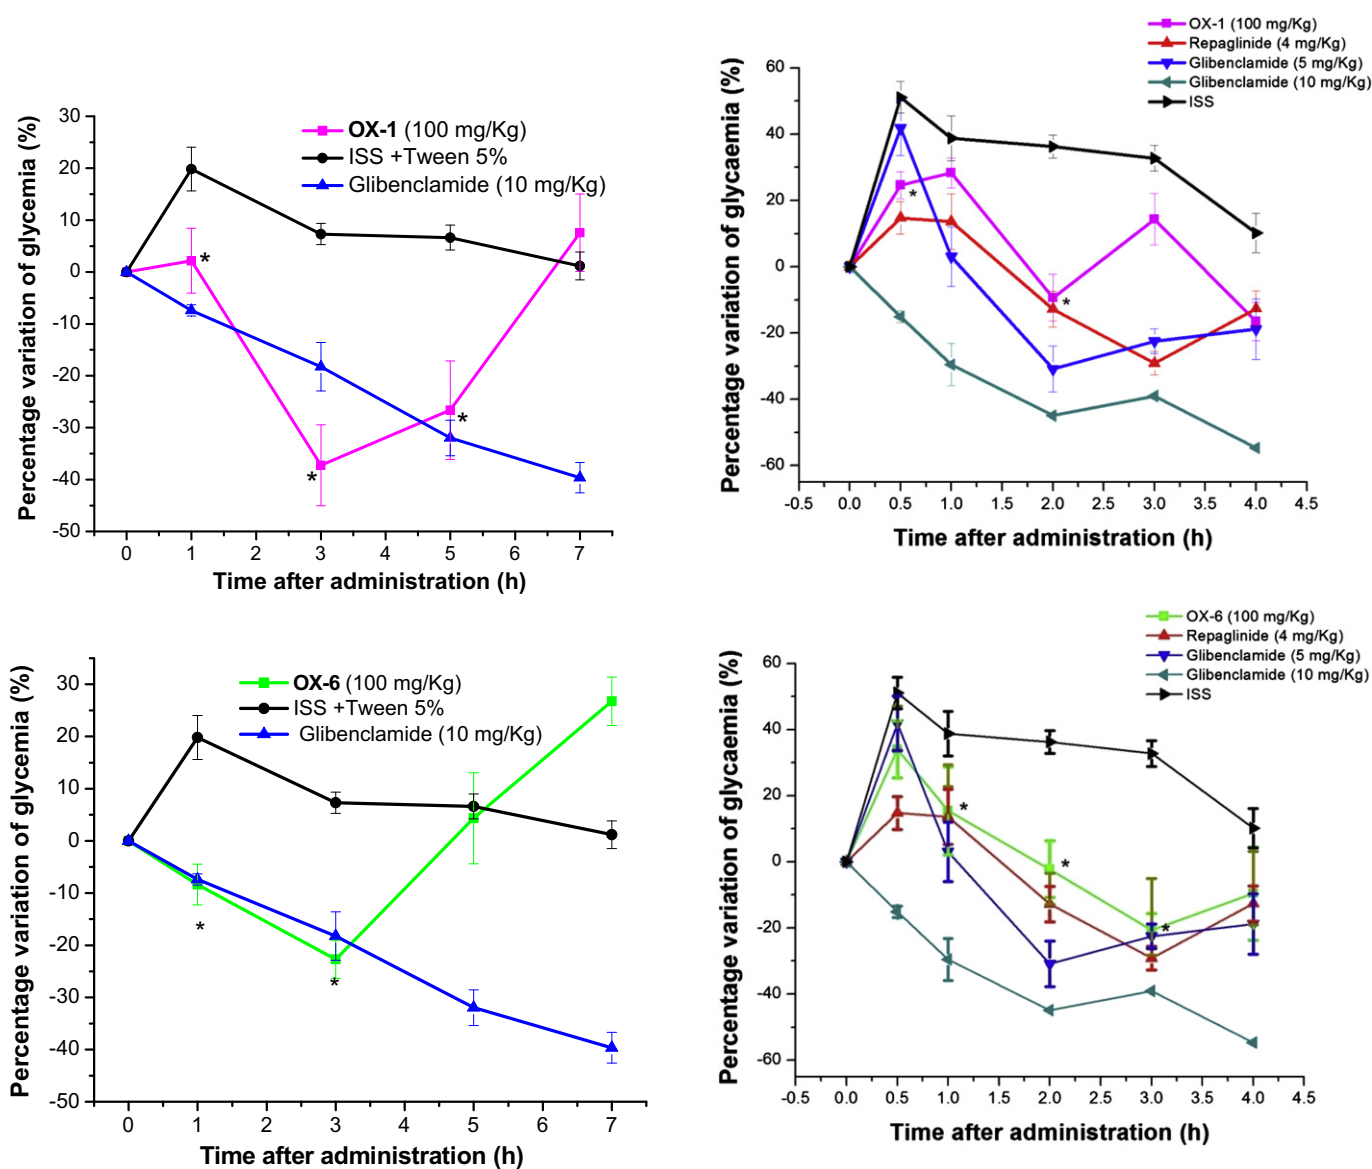 Percentage variation of glycemia (%)
30
20
10
0
-10
-20
-30
-40
-50
OX-1 (100 mg/Kg)
ISS +Tween 5%
Glibenclamide (10 mg/Kg)
*
*
*
0 1 2 3 4 5 6 7
Time after administration (h)
Percentage variation of glycaemia (%)
60
40
20
0
-20
-40
-60
OX-1 (100 mg/Kg)
Repaglinide (4 mg/Kg)
Glibenclamide (5 mg/Kg)
Glibenclamide (10 mg/Kg)
ISS
*
*
-0.5 0.0 0.5 1.0 1.5 2.0 2.5 3.0 3.5 4.0 4.5
Time after administration (h)
Percentage variation of glycemia (%)
30
20
10
0
-10
-20
-30
-40
-50
OX-6 (100 mg/Kg)
ISS +Tween 5%
Glibenclamide (10 mg/Kg)
*
*
0 1 2 3 4 5 6 7
Time after administration (h)
Percentage variation of glycaemia (%)
60
40
20
0
-20
-40
-60
OX-6 (100 mg/Kg)
Repaglinide (4 mg/Kg)
Glibenclamide (5 mg/Kg)
Glibenclamide (10 mg/Kg)
ISS
*
*
*
-0.5 0.0 0.5 1.0 1.5 2.0 2.5 3.0 3.5 4.0 4.5
Time after administration (h)